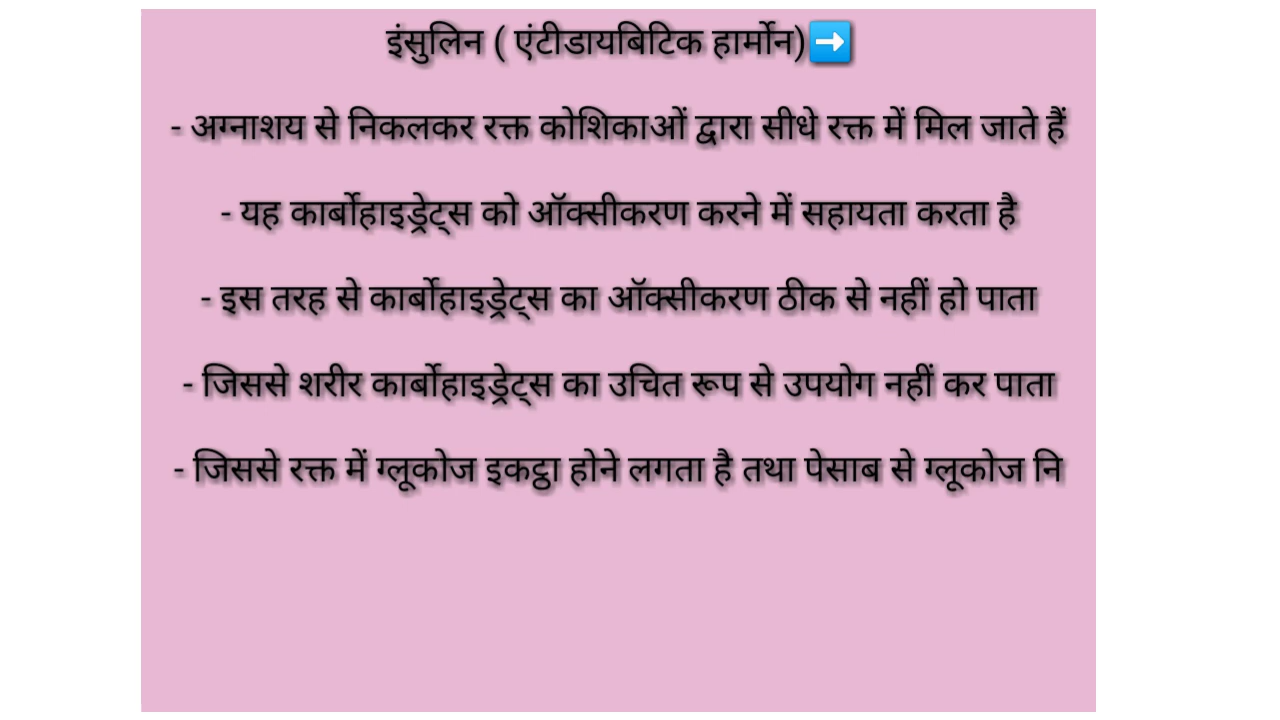 इंसुलिन ( एंटीडायबिटिक हार्मोन)➡️
- अग्नाशय से निकलकर रक्त कोशिकाओं द्वारा सीधे रक्त में मिल जाते हैं
- यह कार्बोहाइड्रेट्स को ऑक्सीकरण करने में सहायता करता है
- इस तरह से कार्बोहाइड्रेट्स का ऑक्सीकरण ठीक से नहीं हो पाता
- जिससे शरीर कार्बोहाइड्रेट्स का उचित रूप से उपयोग नहीं कर पाता
- जिससे रक्त में ग्लूकोज इकट्ठा होने लगता है तथा पेसाब से ग्लूकोज नि